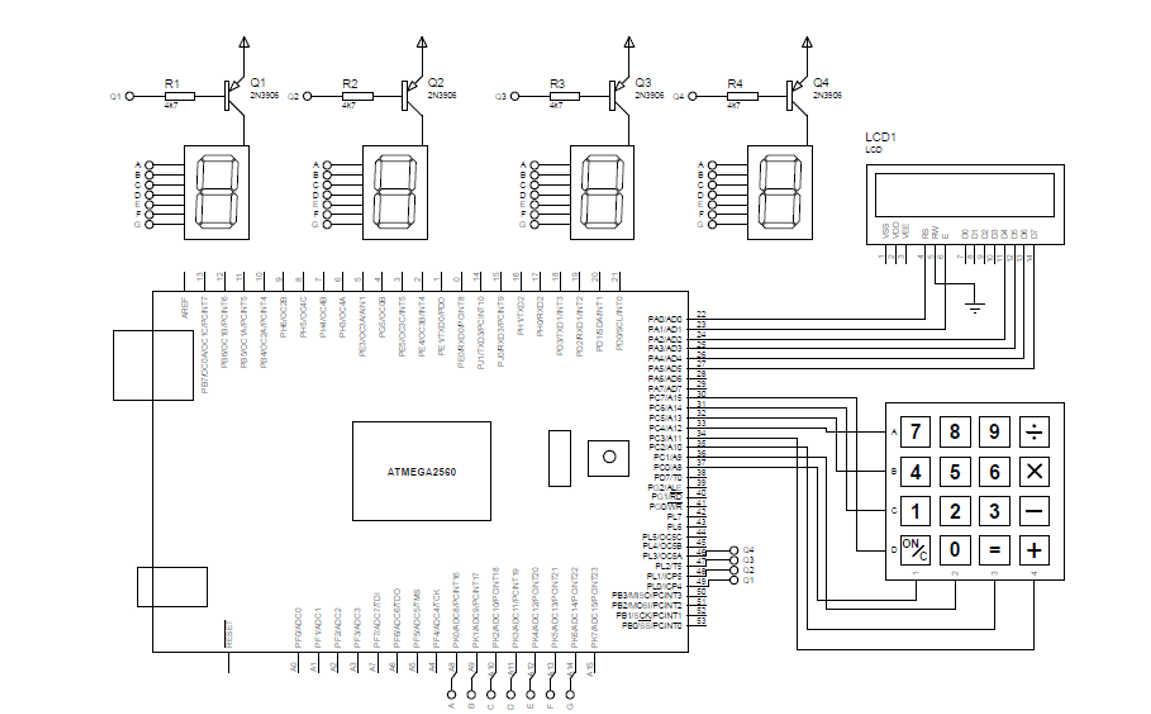 R1
Q1
Q1
4k7
2N3906
R2
Q2
Q2
4k7
2N3906
R3
Q3
Q3
4k7
2N3906
R4
Q4
Q4
4k7
2N3906
A
B
C
D
E
F
G
A
B
C
D
E
F
G
A
B
C
D
E
F
G
A
B
C
D
E
F
G
LCD1
LCD
VSS
VDD
VEE
RS
RW
E
D0
D1
D2
D3
D4
D5
D6
D7
1
2
3
4
5
6
7
8
9
10
11
12
13
14
AREF
13
12
11
10
9
8
7
6
5
4
3
2
1
0
14
15
16
17
18
19
20
21
PB7/OC0A/OC1C/PCINT7
PB6/OC1B/PCINT6
PB5/OC1A/PCINT5
PB4/OC2A/PCINT4
PH6/OC2B
PH5/OC4C
PH4/OC4B
PH3/OC4A
PE3/OC3A/AIN1
PG5/OC0B
PE5/OC3C/INT5
PE4/OC3B/INT4
PE1/TXD0/PDO
PE0/RXD0/PCINT8
PJ1/TXD3/PCINT10
PJ0/RXD3/PCINT9
PH1/TXD2
PH0/RXD2
PD3/TXD1/INT3
PD2/RXD1/INT2
PD1/SDA/INT1
PD0/SCL/INT0
PA0/AD0 22
PA1/AD1 23
PA2/AD2 24
PA3/AD3 25
PA4/AD4 26
PA5/AD5 27
PA6/AD6 28
PA7/AD7 29
PC7/A15 30
PC6/A14 31
PC5/A13 32
PC4/A12 33
PC3/A11 34
PC2/A10 35
PC1/A9 36
PC0/A8 37
PD7/T0 38
PG2/ALE 39
PG1/RD 40
PG0/WR 41
PL7 42
PL6 43
PL5/OC5C 44
PL4/OC5B 45
PL3/OC5A 46
PL2/T5 47
PL1/ICP5 48
PL0/ICP4 49
PB3/MISO/PCINT3 50
PB2/MOSI/PCINT2 51
PB1/SCK/PCINT1 52
PB0/SS/PCINT0 53
Q4
Q3
Q2
Q1
ATMEGA2560
A 7 8 9 ÷
B 4 5 6 ×
C 1 2 3 −
D ON/C 0 = +
1 2 3 4
RESET
PF0/ADC0
PF1/ADC1
PF2/ADC2
PF3/ADC3
PF7/ADC7/TDI
PF6/ADC6/TDO
PF5/ADC5/TMS
PF4/ADC4/TCK
PK0/ADC8/PCINT16
PK1/ADC9/PCINT17
PK2/ADC10/PCINT18
PK3/ADC11/PCINT19
PK4/ADC12/PCINT20
PK5/ADC13/PCINT21
PK6/ADC14/PCINT22
PK7/ADC15/PCINT23
A0
A1
A2
A3
A7
A6
A5
A4
A8
A9
A10
A11
A12
A13
A14
A15
A
B
C
D
E
F
G